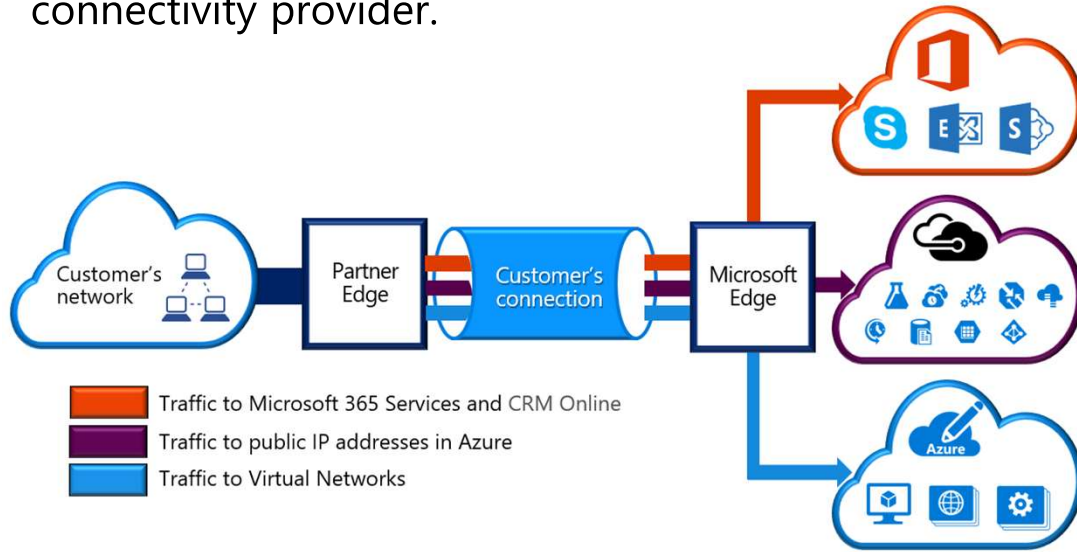 connectivity provider.
S
E
S
Customer's
network
Partner
Edge
Customer's
connection
Microsoft
Edge
Azure
Traffic to Microsoft 365 Services and CRM Online
Traffic to public IP addresses in Azure
Traffic to Virtual Networks